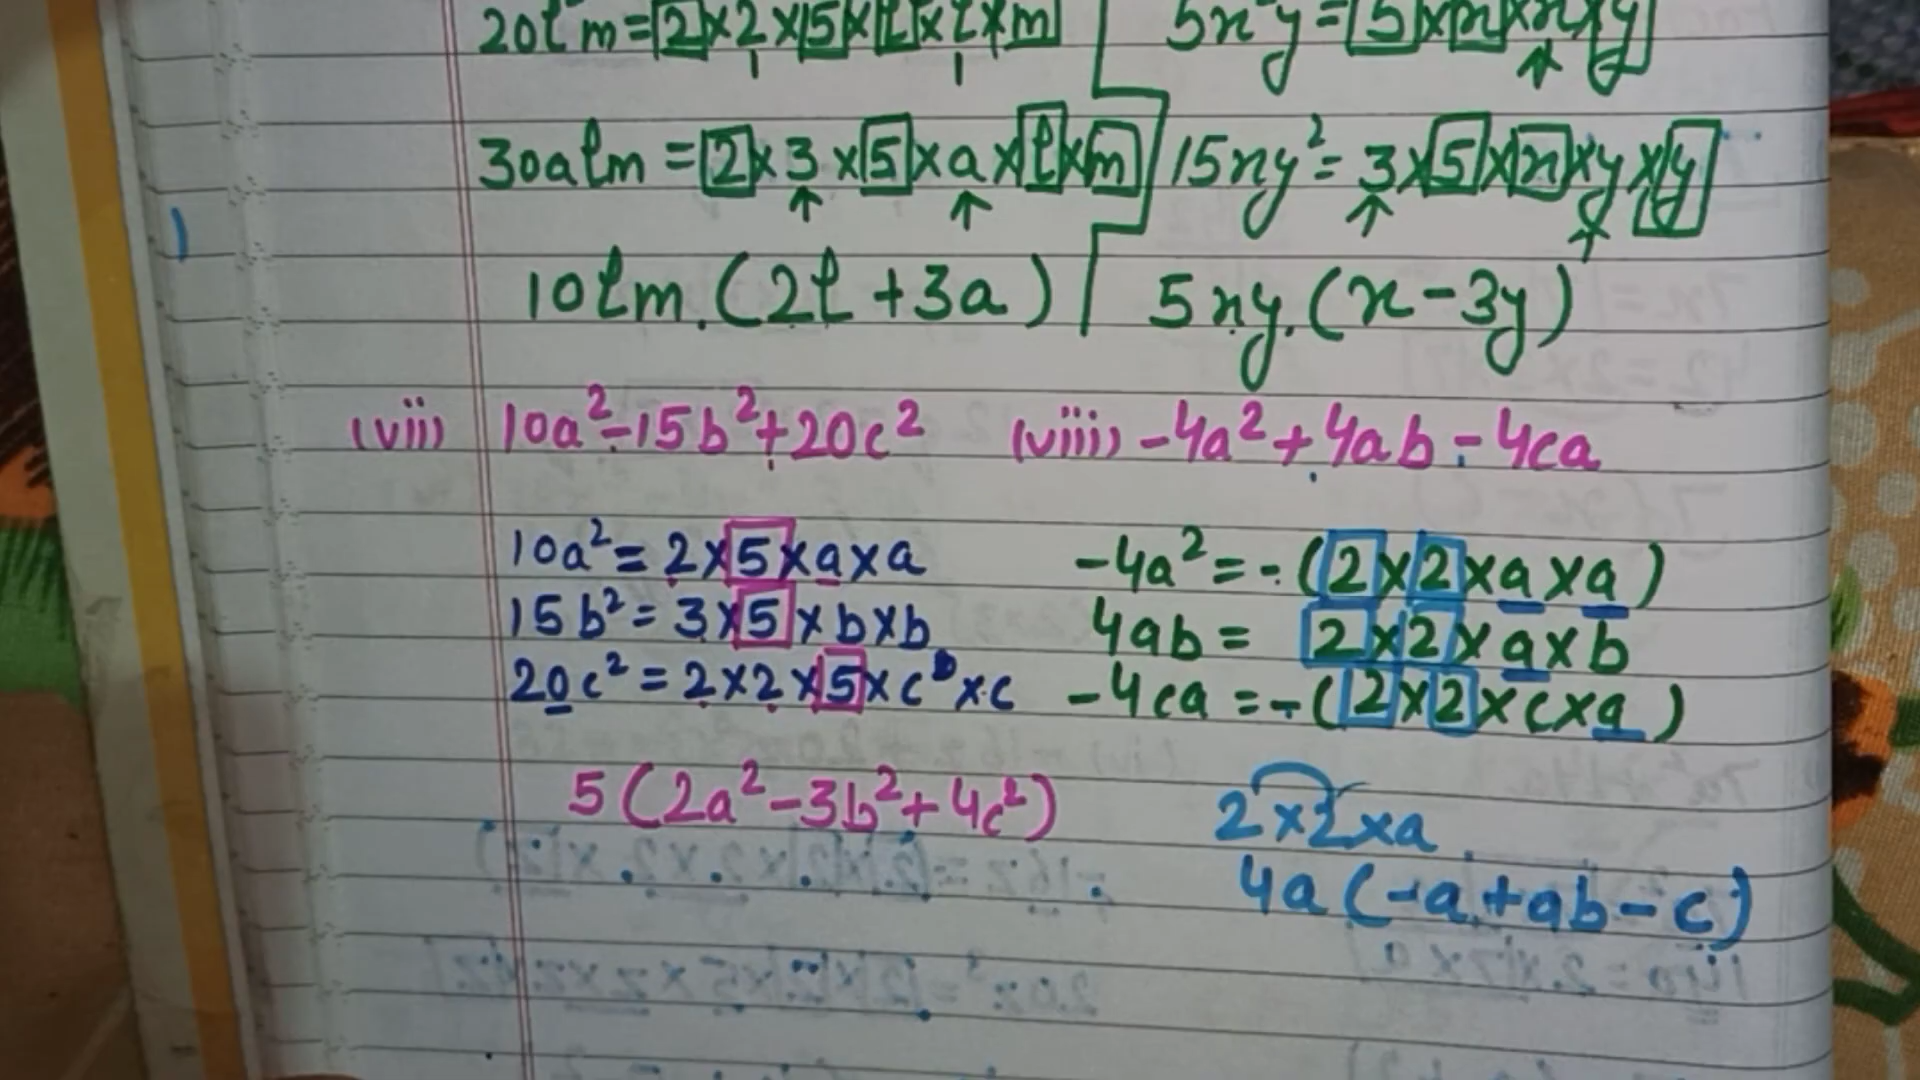 20l²m = 2×2×5×l×l×m
5x²y = 5×x×x×y
30alm = 2×3×5×a×l×m
15xy² = 3×5×x×y×y
10lm.(2l+3a)
5xy.(x-3y)
(vii) 10a²-15b²+20c²
(viii) -4a²+4ab-4ca
10a² = 2×5×a×a
15b² = 3×5×b×b
20c² = 2×2×5×c×c
5(2a²-3b²+4c²)
-4a² = -(2×2×a×a)
4ab = 2×2×a×b
-4ca = -(2×2×c×a)
2×2×a
4a(-a+ab-c)